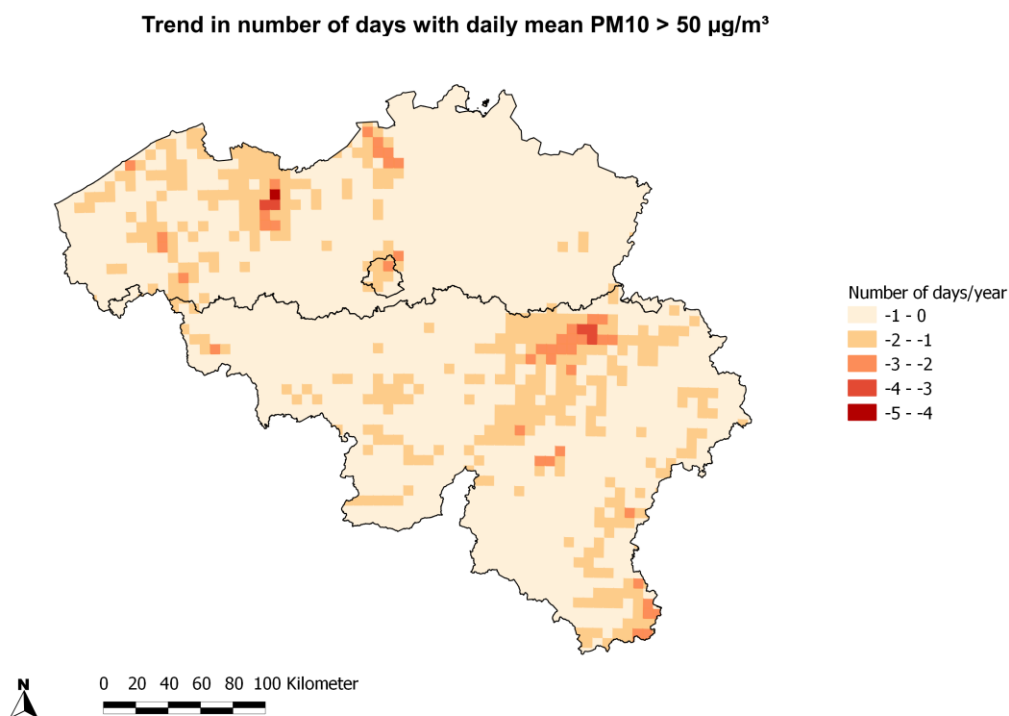 Trend in number of days with daily mean PM10 > 50 µg/m³
Number of days/year
-1 - 0
-2 - -1
-3 - -2
-4 - -3
-5 - -4
N
0 20 40 60 80 100 Kilometer